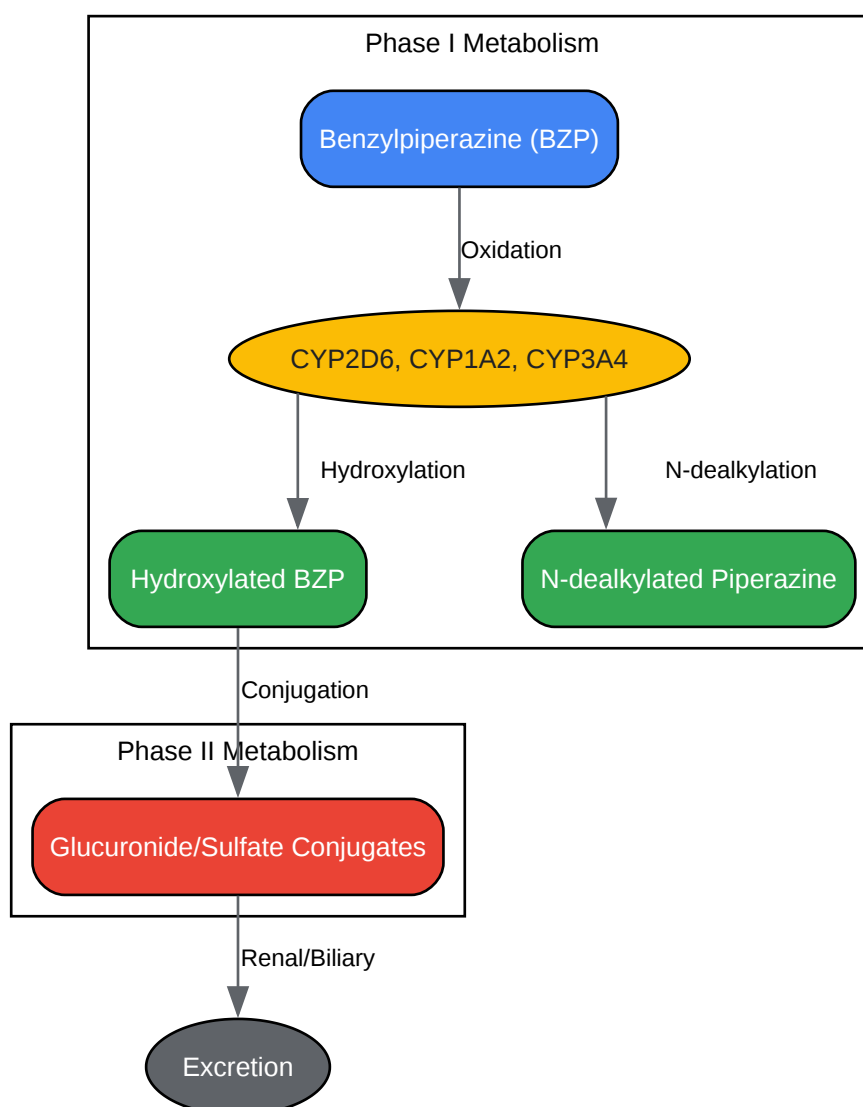 Phase I Metabolism
Benzylpiperazine (BZP)
Oxidation
CYP2D6, CYP1A2, CYP3A4
Hydroxylation
N-dealkylation
Hydroxylated BZP
N-dealkylated Piperazine
Conjugation
Phase II Metabolism
Glucuronide/Sulfate Conjugates
Renal/Biliary
Excretion